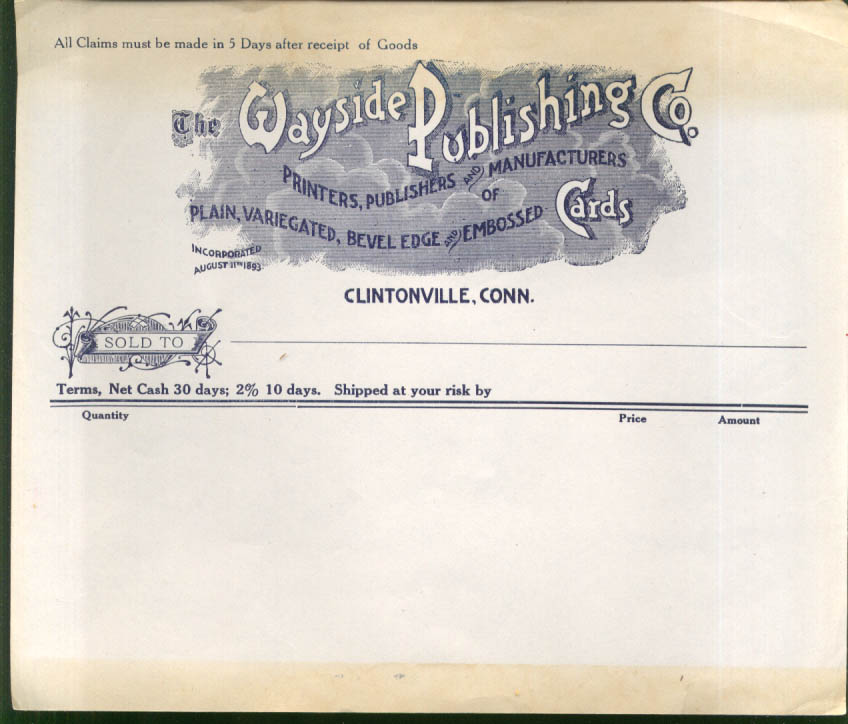 All Claims must be made in 5 Days after receipt of Goods
The Wayside Publishing Co.
PRINTERS, PUBLISHERS AND MANUFACTURERS
OF
PLAIN, VARIEGATED, BEVEL EDGE AND EMBOSSED Cards
INCORPORATED
AUGUST 11TH 1893
CLINTONVILLE, CONN.
SOLD TO
Terms, Net Cash 30 days; 2% 10 days. Shipped at your risk by
Quantity Price Amount